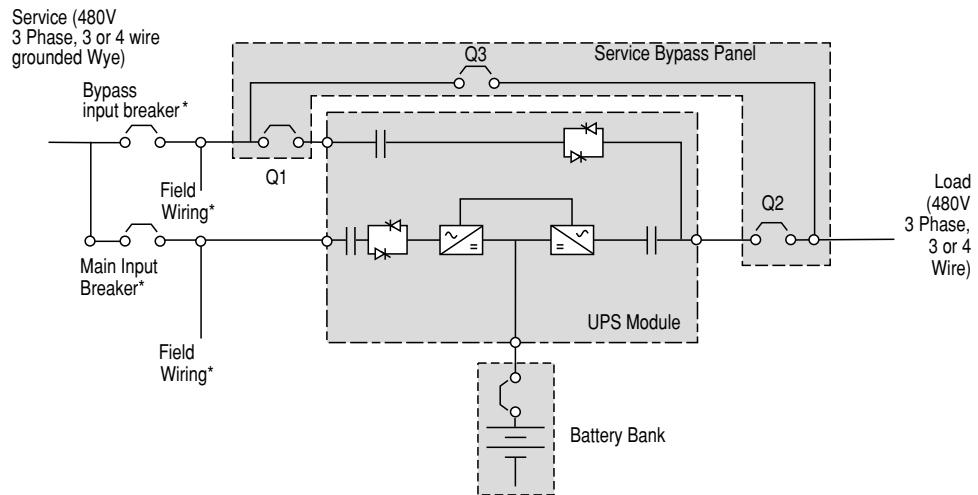 Service (480V
3 Phase, 3 or 4 wire
grounded Wye)
Bypass
input breaker*
Q3
Service Bypass Panel
Q1
Field
Wiring*
Q2
Load
(480V
3 Phase,
3 or 4
Wire)
Main Input
Breaker*
UPS Module
Field
Wiring*
Battery Bank